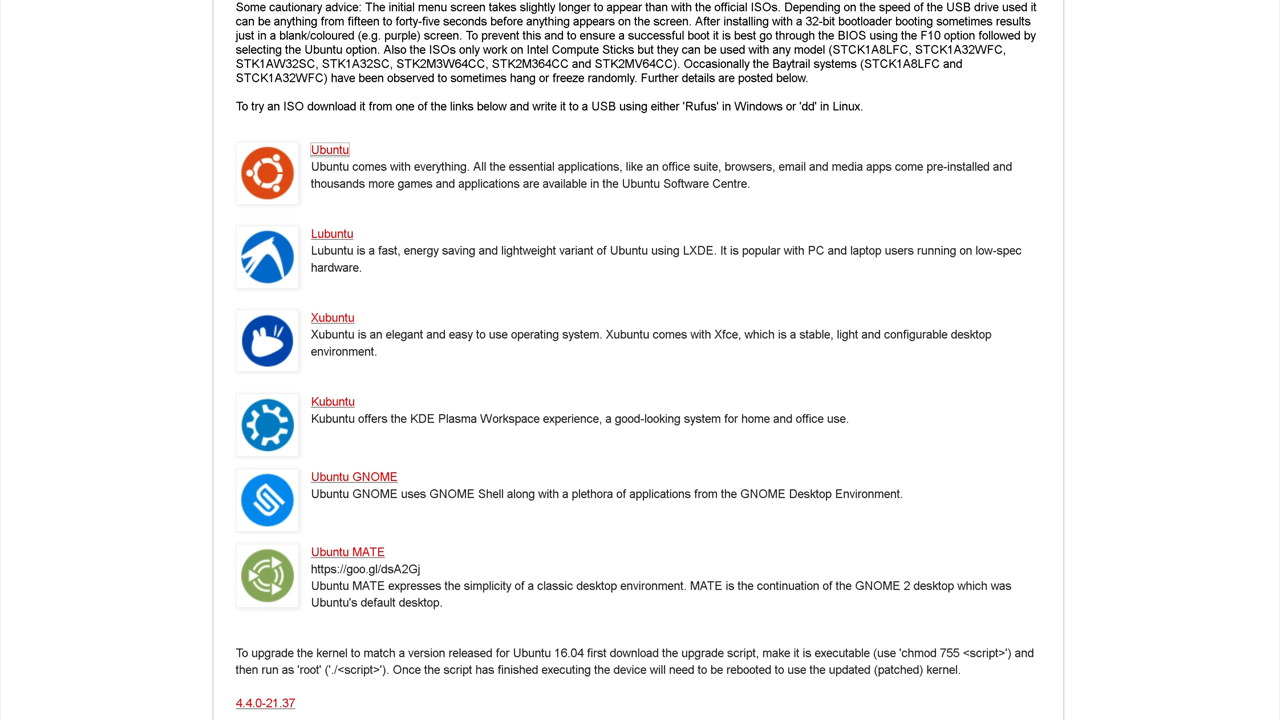 Some cautionary advice: The initial menu screen takes slightly longer to appear than with the official ISOs. Depending on the speed of the USB drive used it
can be anything from fifteen to forty-five seconds before anything appears on the screen. After installing with a 32-bit bootloader booting sometimes results
just in a blank/coloured (e.g. purple) screen. To prevent this and to ensure a successful boot it is best go through the BIOS using the F10 option followed by
selecting the Ubuntu option. Also the ISOs only work on Intel Compute Sticks but they can be used with any model (STCK1A8LFC, STCK1A32WFC,
STK1AW32SC, STK1A32SC, STK2M3W64CC, STK2M364CC and STK2MV64CC). Occasionally the Baytrail systems (STCK1A8LFC and
STCK1A32WFC) have been observed to sometimes hang or freeze randomly. Further details are posted below.
To try an ISO download it from one of the links below and write it to a USB using either 'Rufus' in Windows or 'dd' in Linux.
Ubuntu
Ubuntu comes with everything. All the essential applications, like an office suite, browsers, email and media apps come pre-installed and
thousands more games and applications are available in the Ubuntu Software Centre.
Lubuntu
Lubuntu is a fast, energy saving and lightweight variant of Ubuntu using LXDE. It is popular with PC and laptop users running on low-spec
hardware.
Xubuntu
Xubuntu is an elegant and easy to use operating system. Xubuntu comes with Xfce, which is a stable, light and configurable desktop
environment.
Kubuntu
Kubuntu offers the KDE Plasma Workspace experience, a good-looking system for home and office use.
Ubuntu GNOME
Ubuntu GNOME uses GNOME Shell along with a plethora of applications from the GNOME Desktop Environment.
Ubuntu MATE
https://goo.gl/dsA2Gj
Ubuntu MATE expresses the simplicity of a classic desktop environment. MATE is the continuation of the GNOME 2 desktop which was
Ubuntu's default desktop.
To upgrade the kernel to match a version released for Ubuntu 16.04 first download the upgrade script, make it is executable (use 'chmod 755 <script>') and
then run as 'root' ('./<script>'). Once the script has finished executing the device will need to be rebooted to use the updated (patched) kernel.
4.4.0-21.37